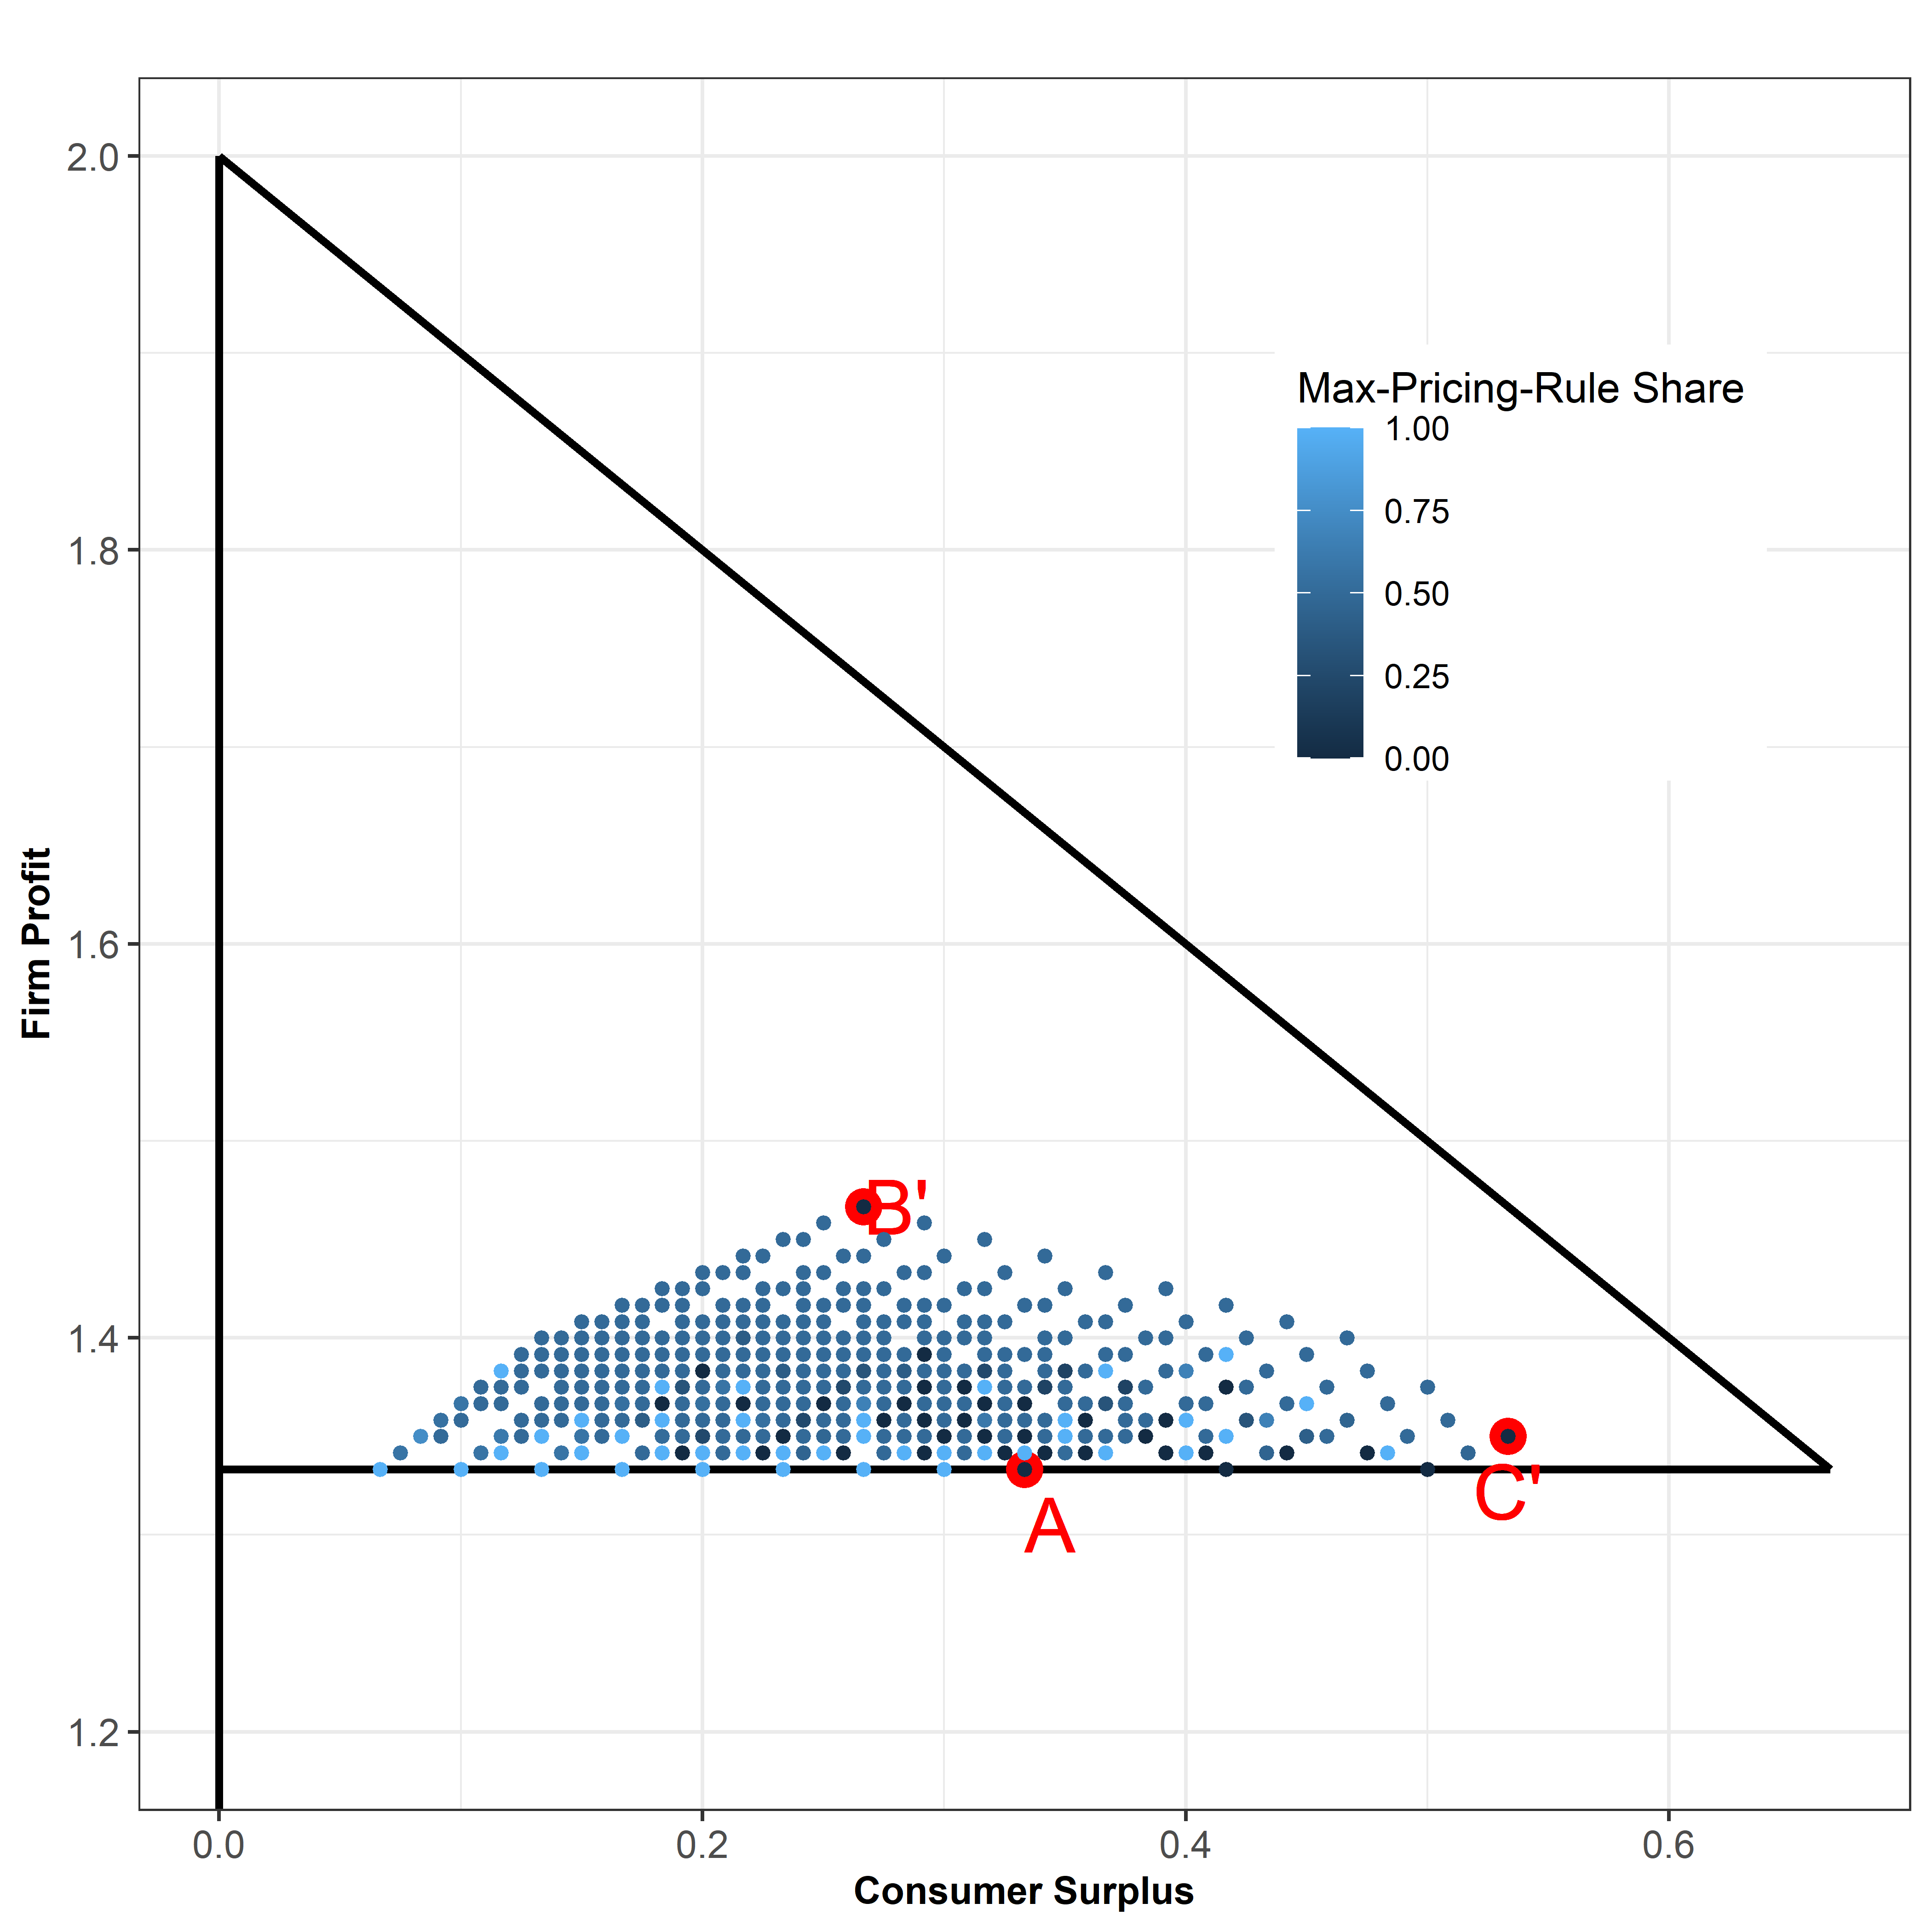 2.0
1.8
1.6
1.4
1.2
Firm Profit
Max-Pricing-Rule Share
1.00
0.75
0.50
0.25
0.00
B'
C'
A
0.0
0.2
0.4
0.6
Consumer Surplus